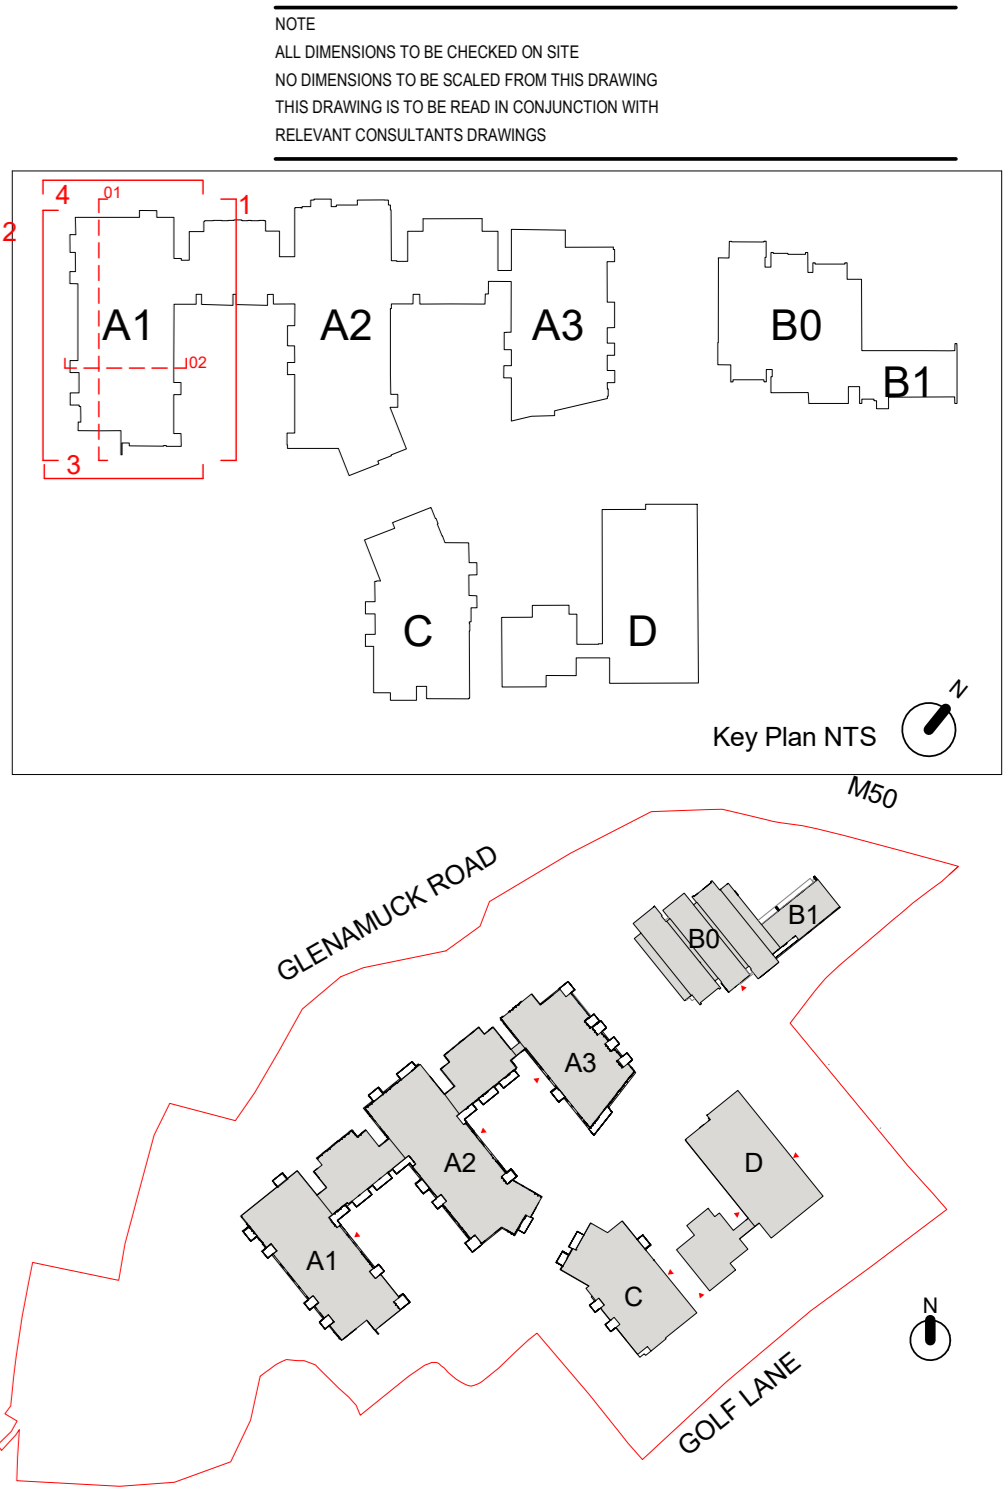 NOTE
ALL DIMENSIONS TO BE CHECKED ON SITE
NO DIMENSIONS TO BE SCALED FROM THIS DRAWING
THIS DRAWING IS TO BE READ IN CONJUNCTION WITH
RELEVANT CONSULTANTS DRAWINGS
4
01
1
2
A1
A2
A3
B0
B1
02
3
C
D
N
Key Plan NTS
M50
GLENAMUCK ROAD
B1
B0
A3
A2
D
A1
C
N
GOLF LANE